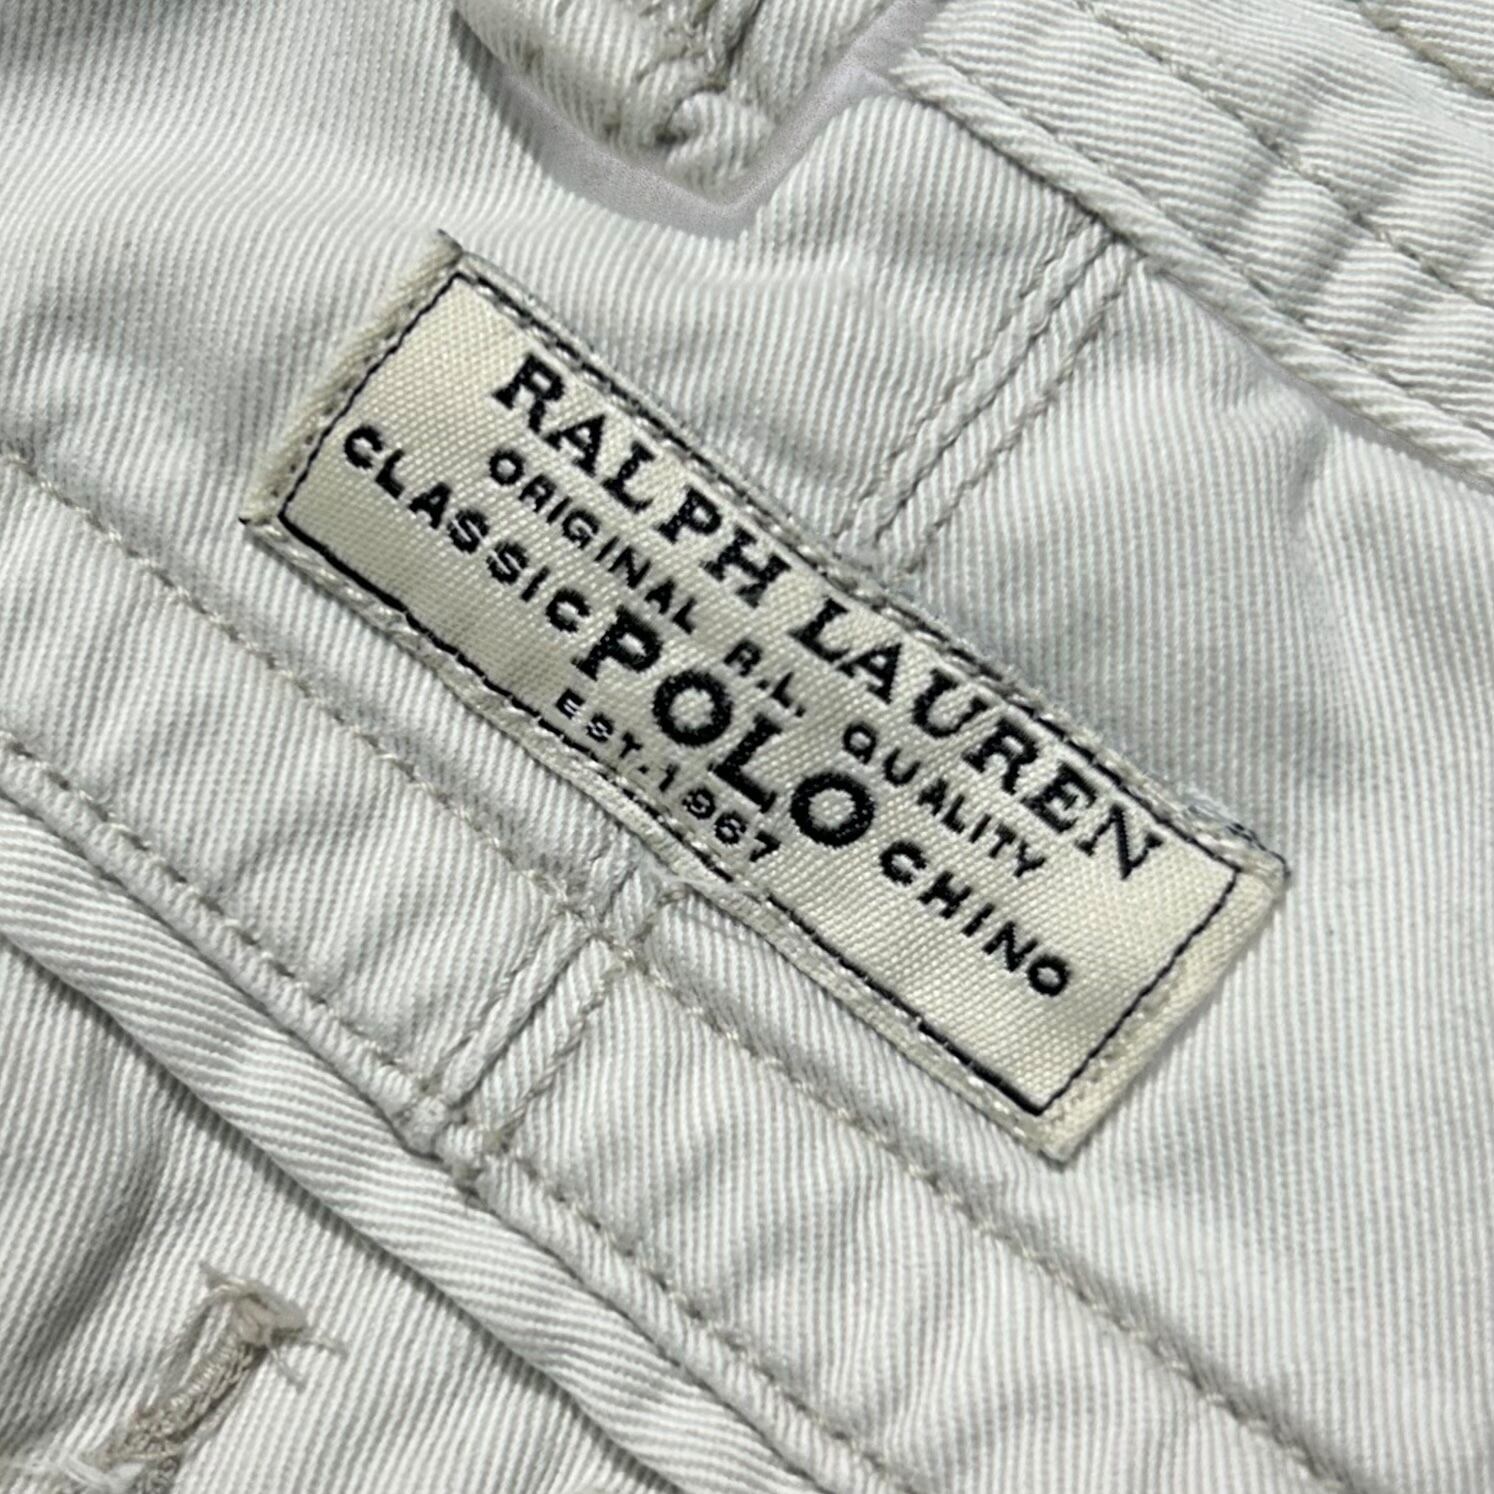 RALPH LAUREN
ORIGINAL R.L. QUALITY
CLASSIC POLO CHINO
EST. 1967